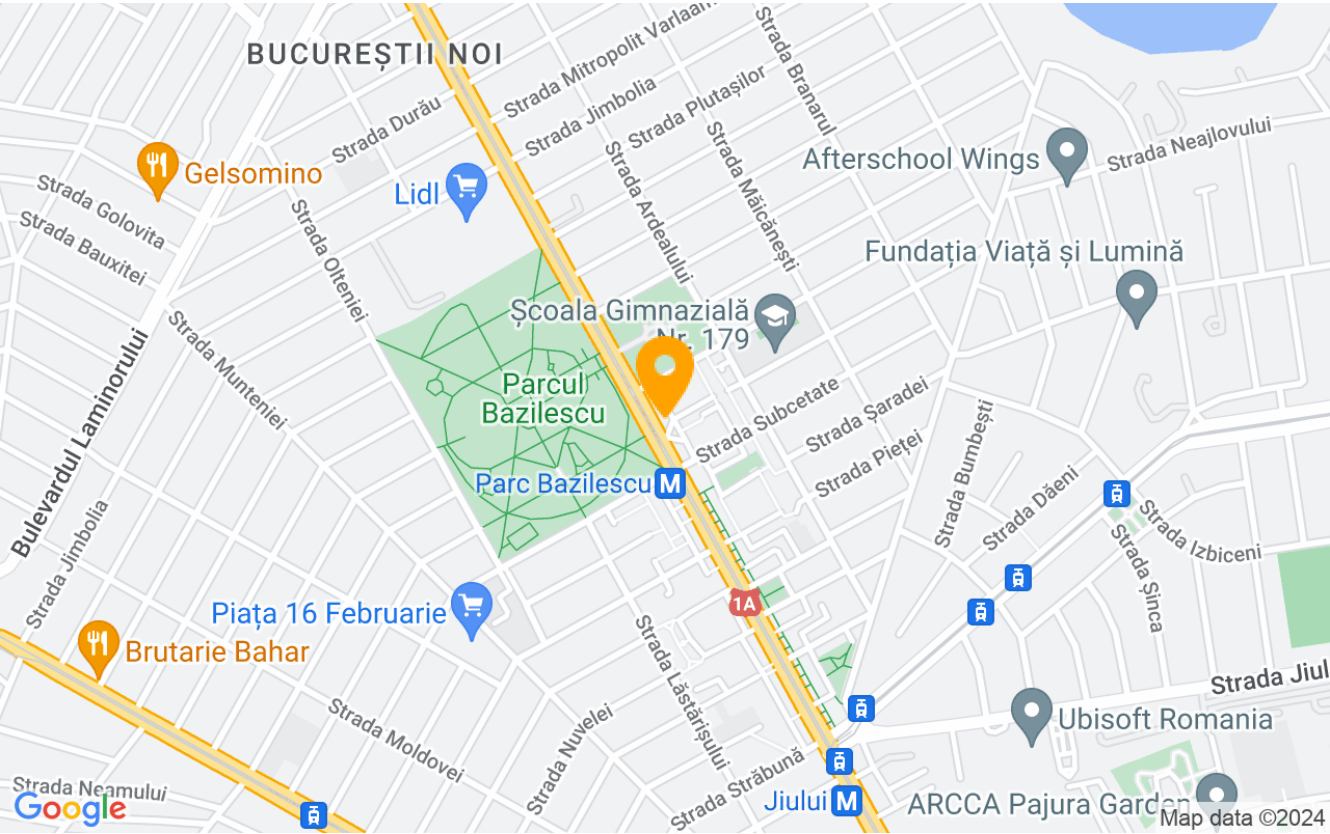 BUCUREȘTII NOI
Strada Mitropolit Varlaam
Strada Branarul
Strada Durău
Strada Jimbolia
Strada Plutașilor
Gelsomino
Lidl
Strada Ardealului
Strada Măicănești
Afterschool Wings
Strada Neajlovului
Strada Golovita
Strada Bauxitei
Strada Olteniei
Fundația Viață și Lumină
Școala Gimnazială
Nr. 179
Strada Munteniei
Bulevardul Laminorului
Parcul
Bazilescu
Strada Subcetate
Strada Șaradei
Strada Pieței
Strada Bumbești
Parc Bazilescu
M
Strada Dăeni
Strada Izbiceni
Strada Șinca
Strada Jimbolia
Piața 16 Februarie
1A
Brutarie Bahar
Strada Lăstărișului
Strada Jiul
Ubisoft Romania
Strada Moldovei
Strada Nuvelei
Strada Străbună
Strada Neamului
Google
Jiului
M
ARCCA Pajura Garden
Map data ©2024